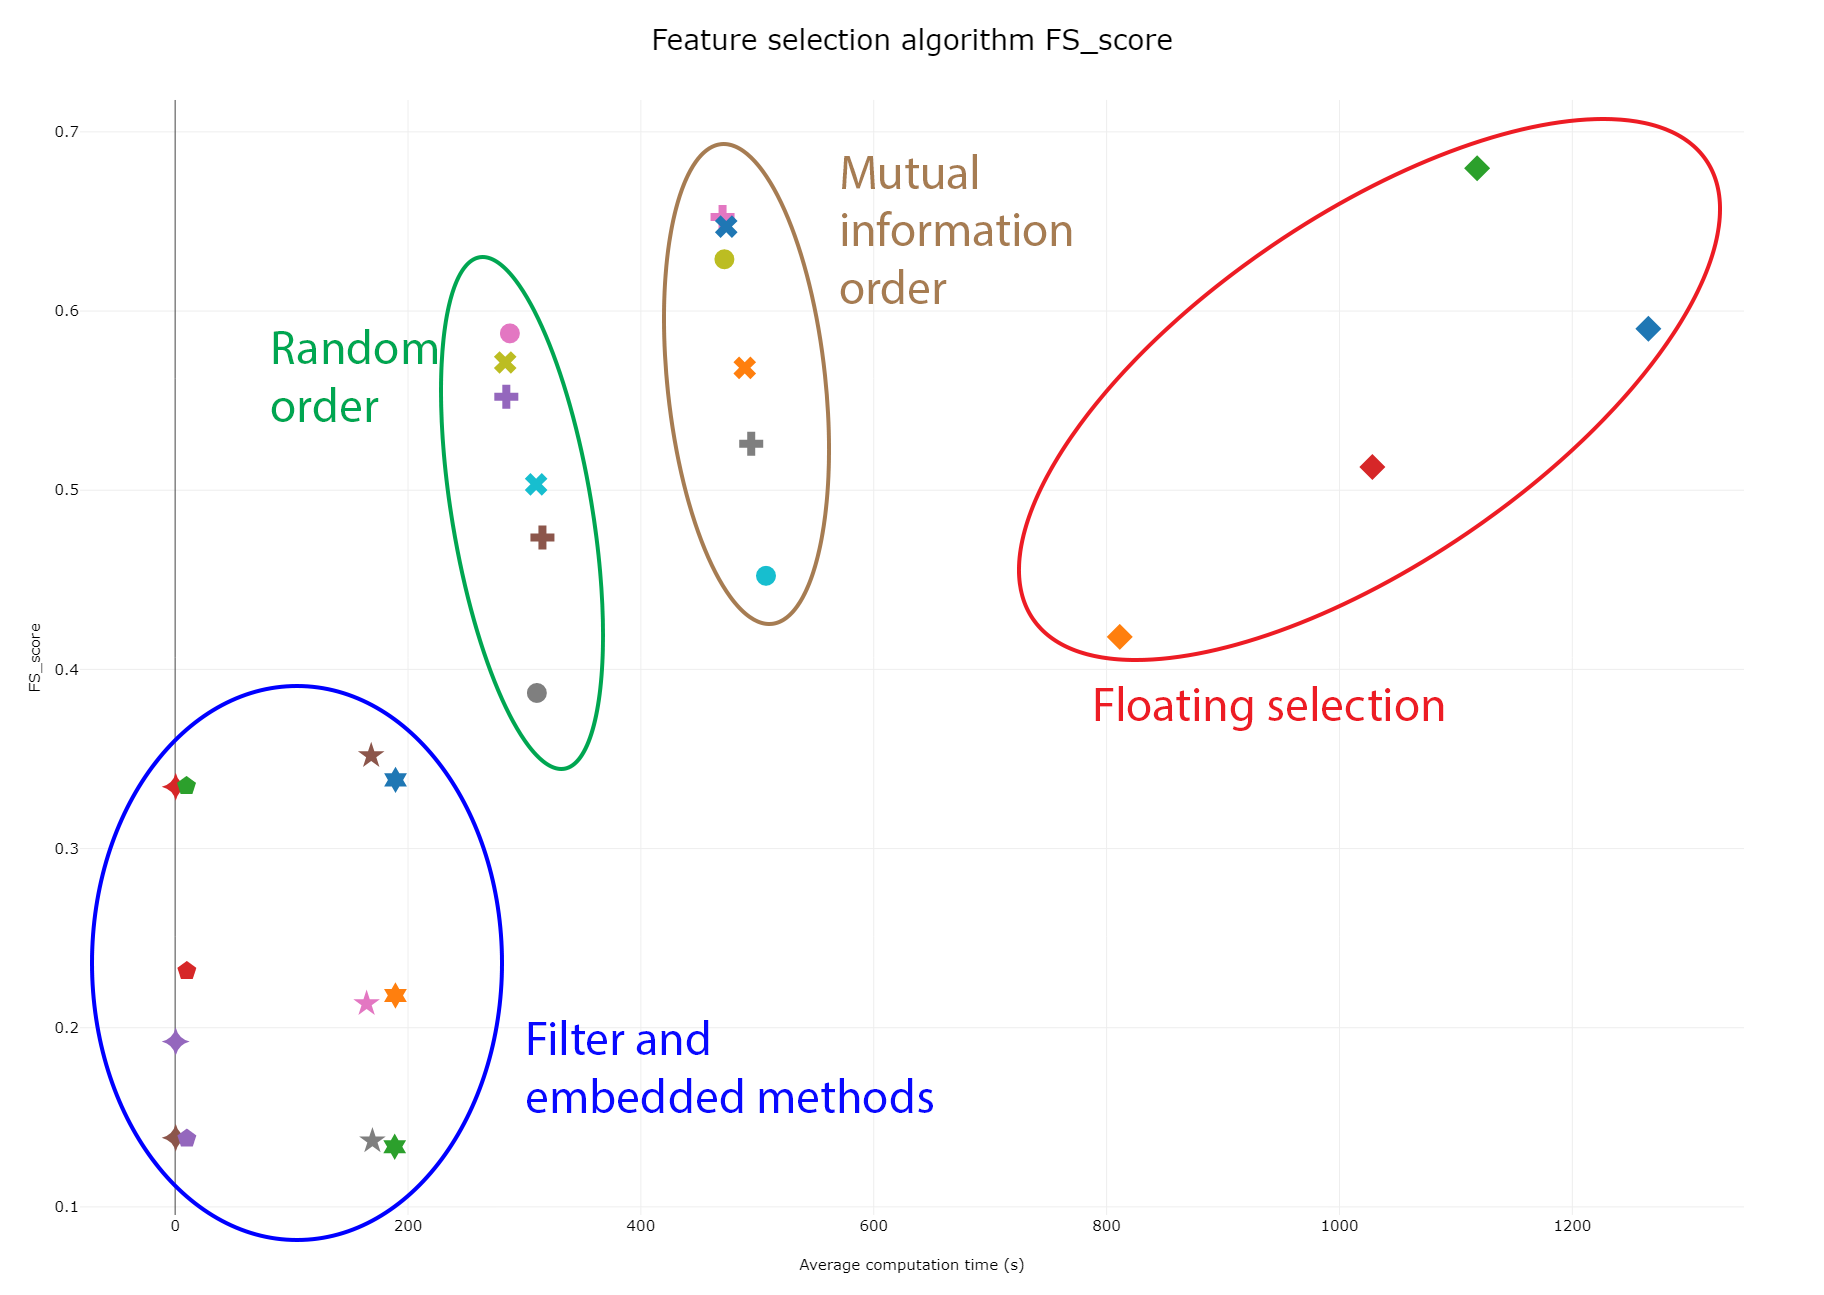 Feature selection algorithm FS_score
0.7
0.6
0.5
0.4
0.3
0.2
0.1
FS_score
Mutual
information
order
Random
order
Floating selection
Filter and
embedded methods
0
200
400
600
800
1000
1200
Average computation time (s)